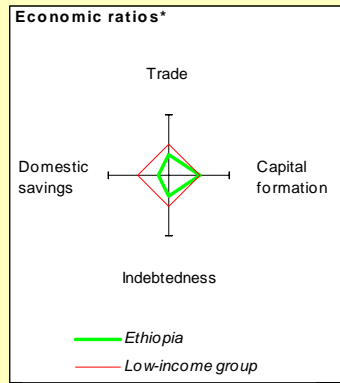 Economic ratios*
Trade
Domestic
savings
Capital
formation
Indebtedness
Ethiopia
Low-income group